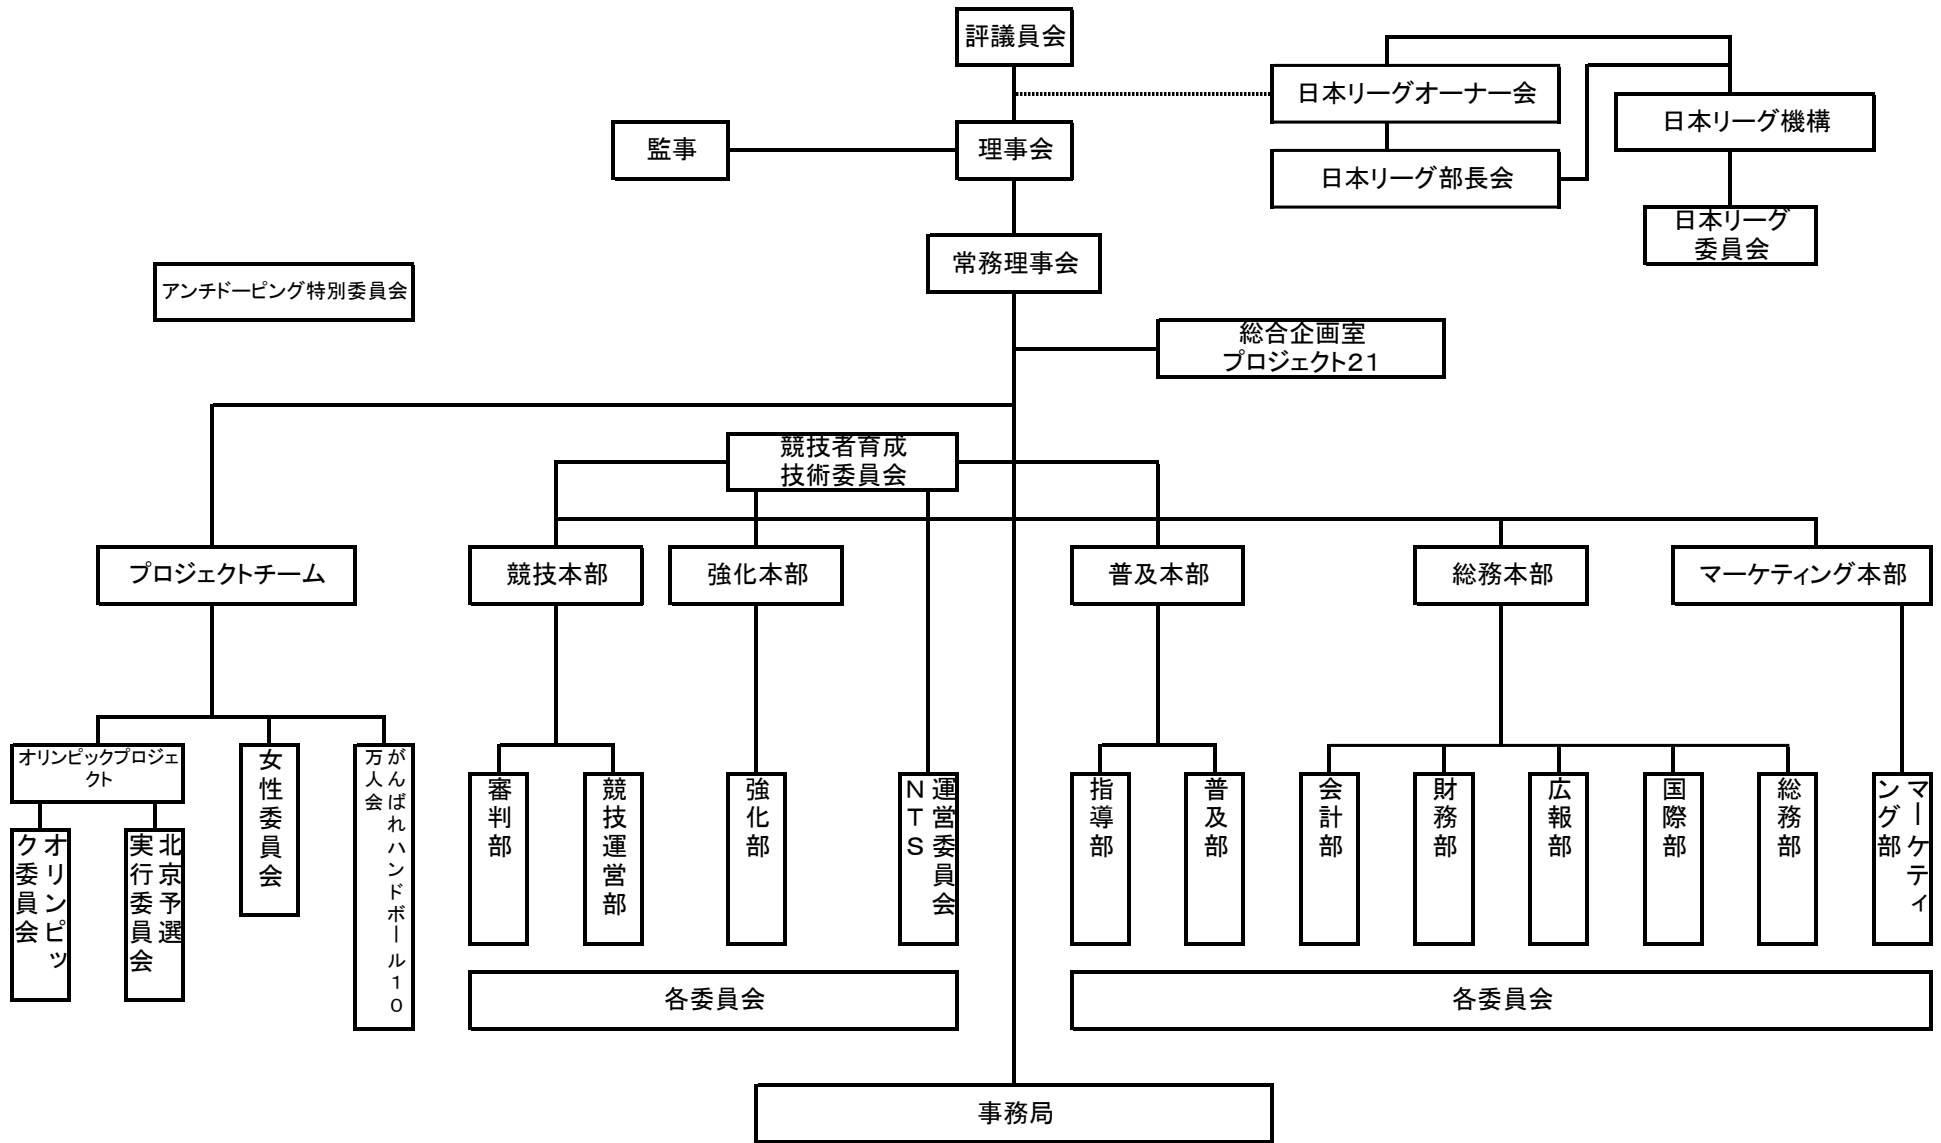 評議員会
日本リーグオーナー会
日本リーグ機構
監事
理事会
日本リーグ部長会
日本リーグ
委員会
常務理事会
アンチドーピング特別委員会
総合企画室
プロジェクト21
競技者育成
技術委員会
プロジェクトチーム
競技本部
強化本部
普及本部
総務本部
マーケティング本部
オリンピックプロジェ
クト
オリンピッ
ク委員会
北京予選
実行委員会
女性委員会
がんばれハンドボール10
万人会
審判部
競技運営部
強化部
運営委員会
NTS
指導部
普及部
会計部
財務部
広報部
国際部
総務部
マーケティ
ング部
各委員会
各委員会
事務局